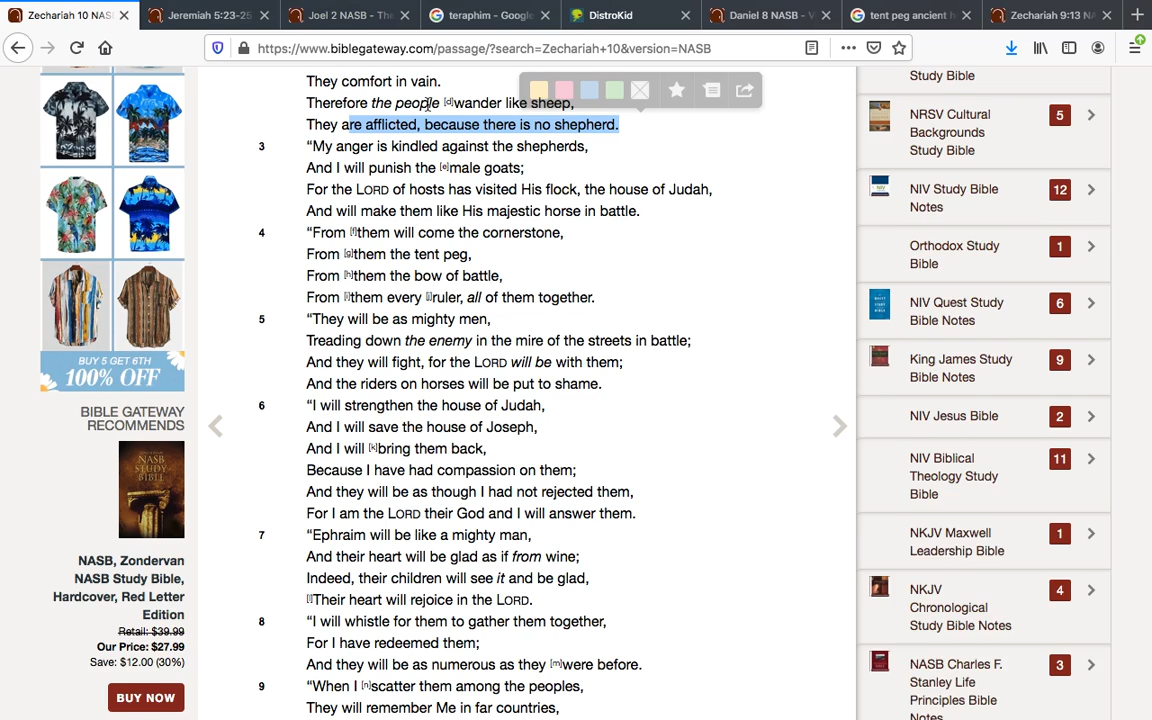 Zechariah 10 NAS
Jeremiah 5:23-25
Joel 2 NASB - The
teraphim - Google
DistroKid
Daniel 8 NASB - V
tent peg ancient h
Zechariah 9:13 NA
https://www.biblegateway.com/passage/?search=Zechariah+10&version=NASB
They comfort in vain.
Therefore the people [d]wander like sheep,
They are afflicted, because there is no shepherd.
3 “My anger is kindled against the shepherds,
And I will punish the [e]male goats;
For the LORD of hosts has visited His flock, the house of Judah,
And will make them like His majestic horse in battle.
4 “From [f]them will come the cornerstone,
From [g]them the tent peg,
From [h]them the bow of battle,
From [i]them every [j]ruler, all of them together.
5 “They will be as mighty men,
Treading down the enemy in the mire of the streets in battle;
And they will fight, for the LORD will be with them;
And the riders on horses will be put to shame.
6 “I will strengthen the house of Judah,
And I will save the house of Joseph,
And I will [k]bring them back,
Because I have had compassion on them;
And they will be as though I had not rejected them,
For I am the LORD their God and I will answer them.
7 “Ephraim will be like a mighty man,
And their heart will be glad as if from wine;
Indeed, their children will see it and be glad,
[l]Their heart will rejoice in the LORD.
8 “I will whistle for them to gather them together,
For I have redeemed them;
And they will be as numerous as they [m]were before.
9 “When I [n]scatter them among the peoples,
They will remember Me in far countries,
BUY 5 GET 6TH
100% OFF
BIBLE GATEWAY
RECOMMENDS
NASB
STUDY
BIBLE
NASB, Zondervan
NASB Study Bible,
Hardcover, Red Letter
Edition
Retail: $39.99
Our Price: $27.99
Save: $12.00 (30%)
BUY NOW
Study Bible
NRSV Cultural
Backgrounds
Study Bible
5
NIV Study Bible
Notes
12
Orthodox Study
Bible
1
NIV Quest Study
Bible Notes
6
King James Study
Bible Notes
9
NIV Jesus Bible
2
NIV Biblical
Theology Study
Bible
11
NKJV Maxwell
Leadership Bible
1
NKJV
Chronological
Study Bible Notes
4
NASB Charles F.
Stanley Life
Principles Bible
Notes
3